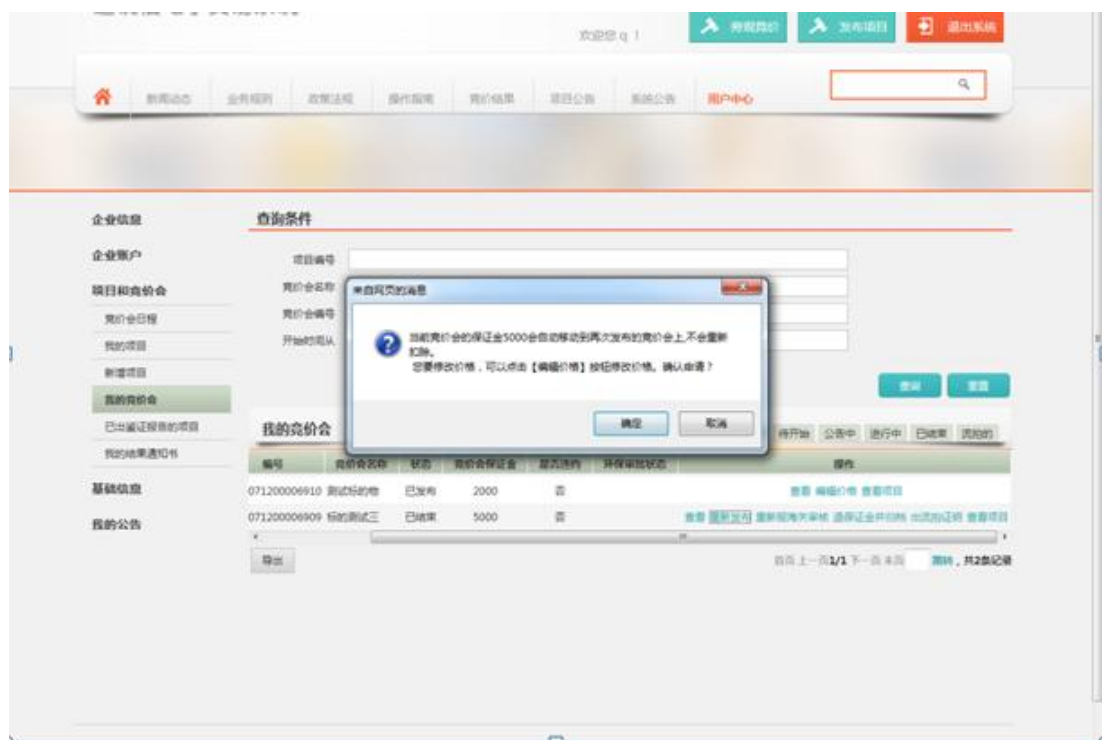 欢迎您 q !
旁观竞价
发布项目
退出系统
新闻动态 业务规则 政策法规 操作指南 竞价结果 项目公告 系统公告 用户中心
企业信息
企业账户
项目和竞价会
竞价会日程
我的项目
新增项目
我的竞价会
已出鉴证报告的项目
我的结果通知书
基础信息
我的公告
查询条件
项目编号
竞价会名称
竞价会编号
开始时间从
来自网页的消息
当前竞价会的保证金5000会自动移动到再次发布的竞价会上,不会重新
扣除。
您要修改价格，可以点击【编辑价格】按钮修改价格。确认申请？
确定 取消
查询 重置
我的竞价会
待开始 公告中 进行中 已结束 流拍的
编号 竞价会名称 状态 竞价会保证金 是否违约 环保审批状态 操作
071200006910 测试标的物 已发布 2000 否 查看 编辑价格 查看项目
071200006909 标的测试三 已结束 5000 否 查看 重新发布 重新报海关审核 退保证金并归档 出流拍证明 查看项目
导出
首页 上一页1/1 下一页 末页 跳转，共2条记录